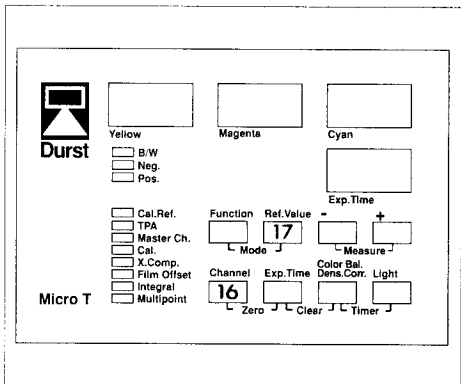 Yellow Magenta Cyan
Durst
B/W
Neg.
Pos.
Exp.Time
Cal.Ref.
TPA
Master Ch.
Cal.
X.Comp.
Film Offset
Integral
Multipoint
Function Ref.Value - +
17
Mode Measure
Channel Exp.Time Color Bal. Dens.Corr. Light
16
Zero Clear Timer
Micro T